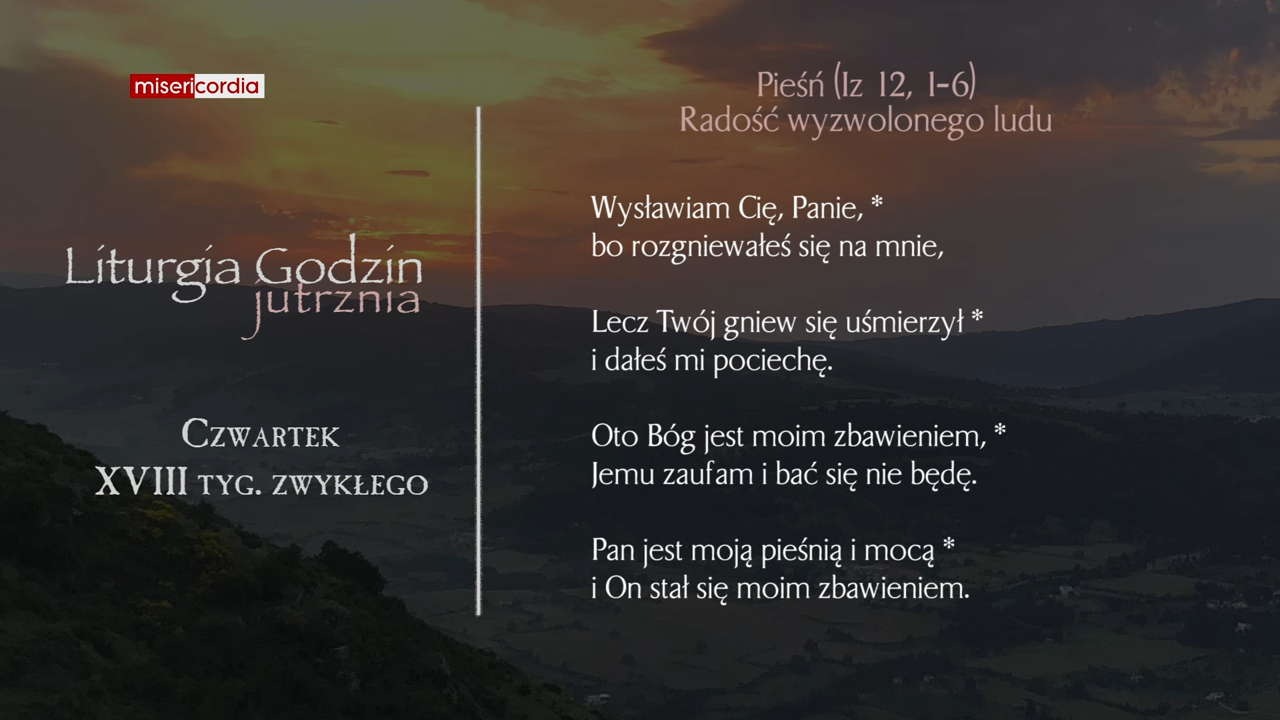 misericordia
Liturgia Godzin
jutrznia
Czwartek
XVIII tyg. zwykłego
Pieśń (Iz 12, 1-6)
Radość wyzwolonego ludu
Wysławiam Cię, Panie, *
bo rozgniewałeś się na mnie,
Lecz Twój gniew się uśmierzył *
i dałeś mi pociechę.
Oto Bóg jest moim zbawieniem, *
Jemu zaufam i bać się nie będę.
Pan jest moją pieśnią i mocą *
i On stał się moim zbawieniem.